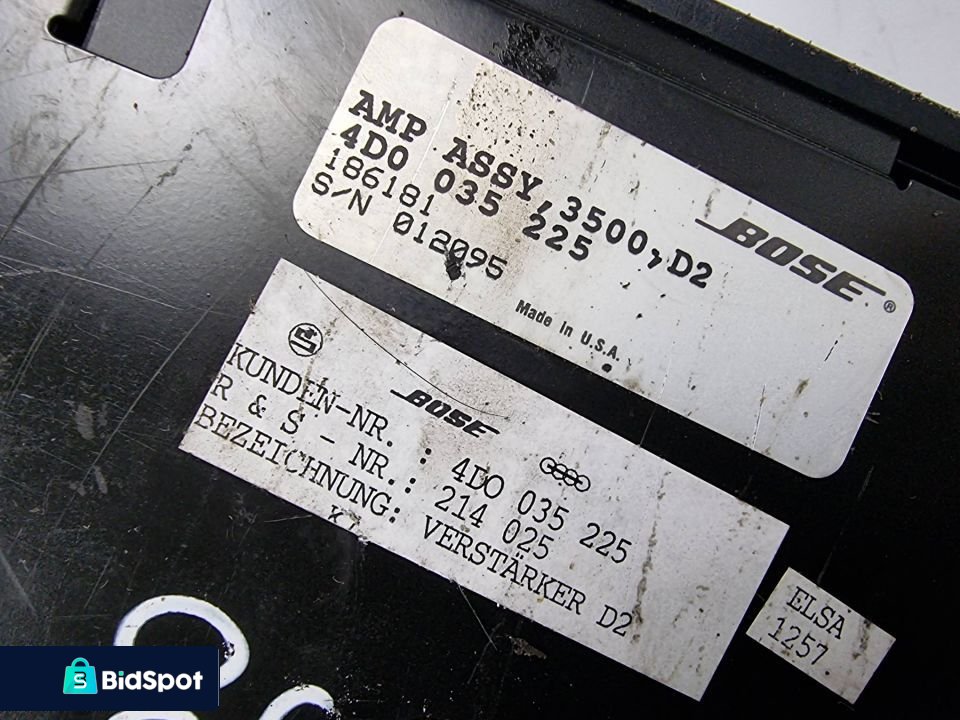 AMP ASSY,3500,D2
4D0 035 225
186181
S/N 012095
BOSE®
Made in U.S.A.
BOSE
KUNDEN-NR. : 4DO 035 225
R & S - NR.: 214 025
BEZEICHNUNG: VERSTÄRKER D2
ELSA
1257
BidSpot